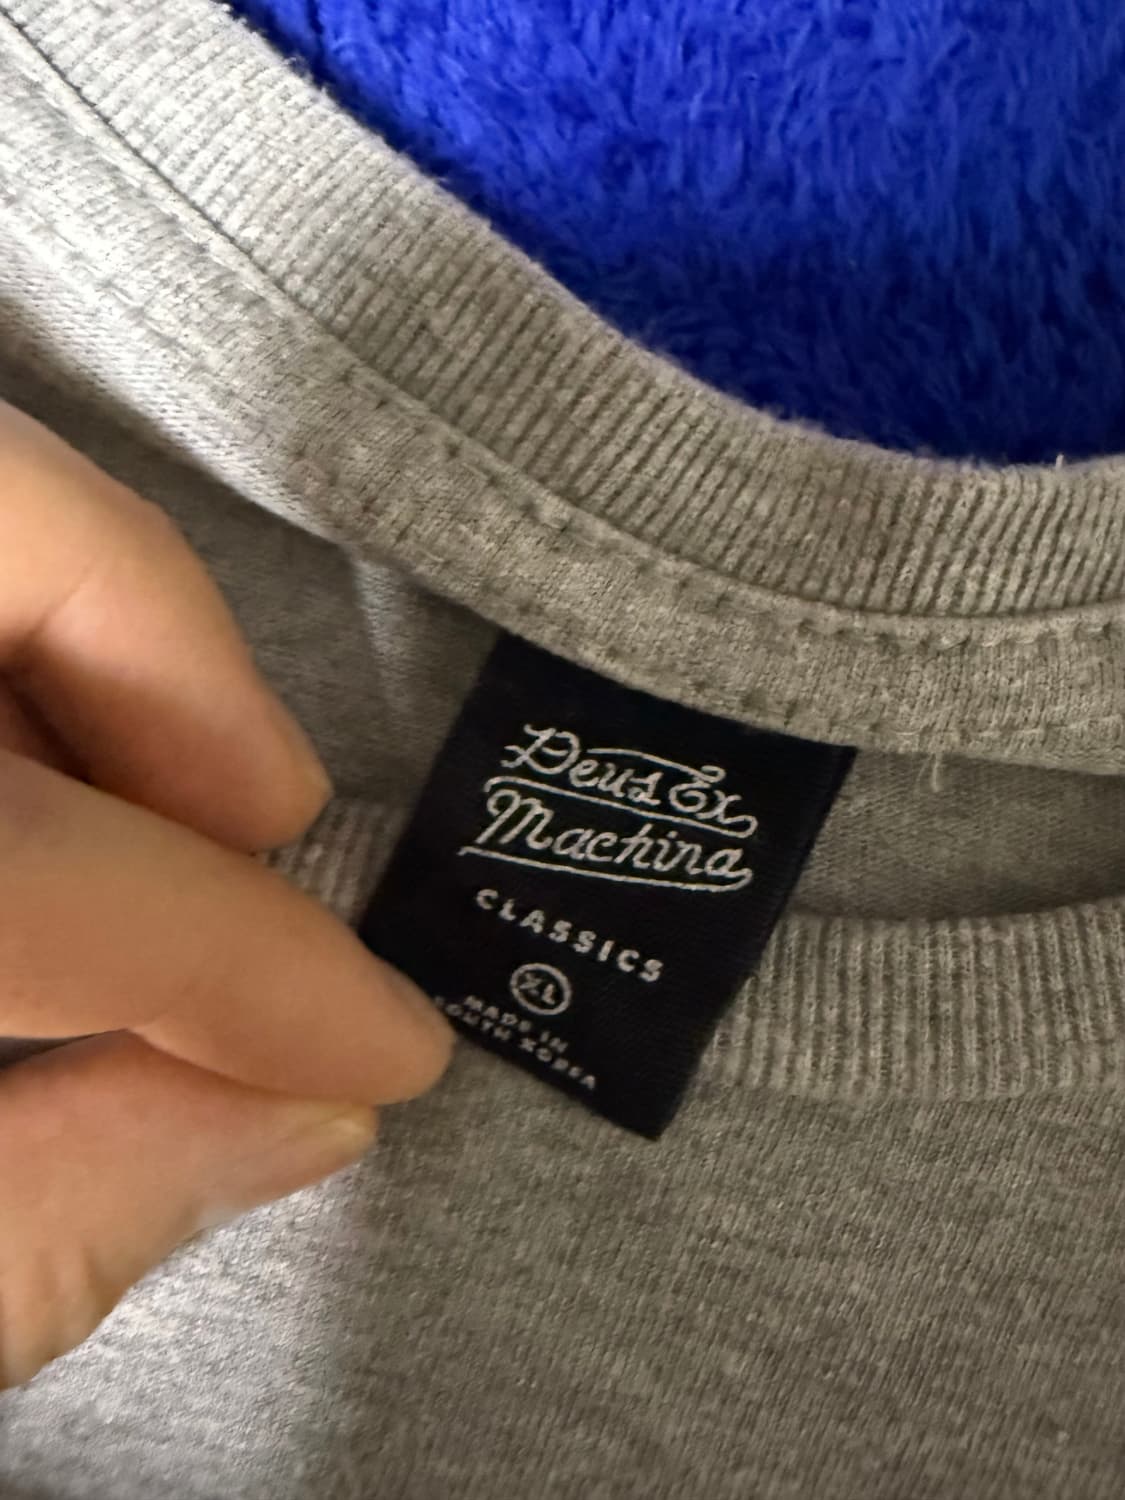 Deus Ex
Machina
CLASSICS
XL
MADE IN
SOUTH KOREA